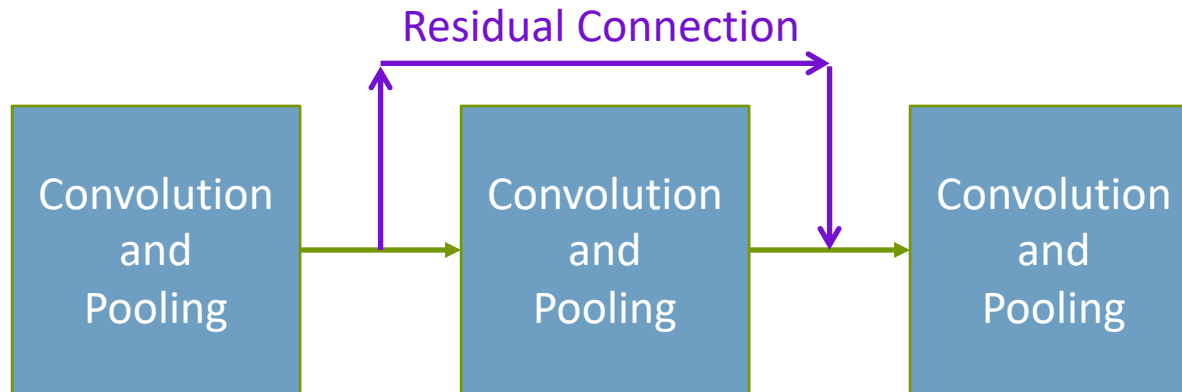 Residual Connection
Convolution
and
Pooling
Convolution
and
Pooling
Convolution
and
Pooling